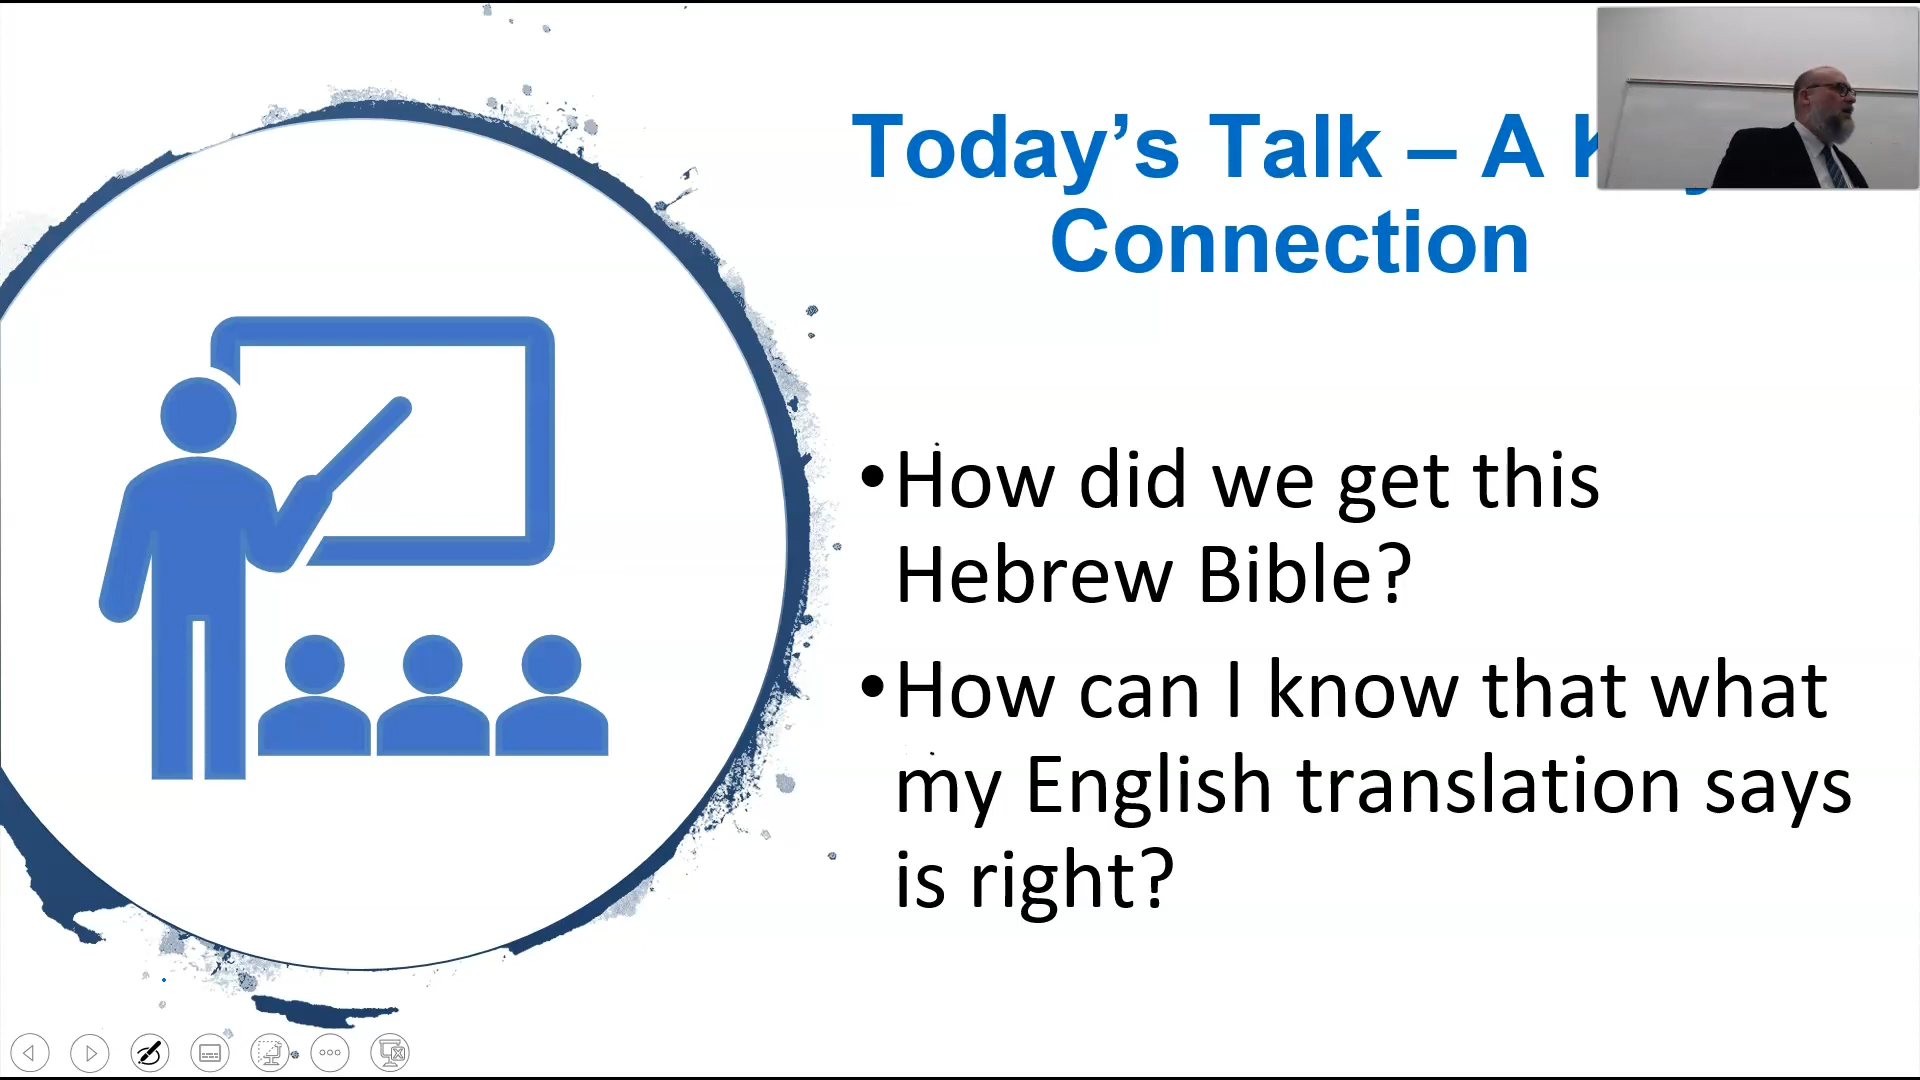 Today’s Talk – A
Connection
•How did we get this
Hebrew Bible?
•How can I know that what
my English translation says
is right?